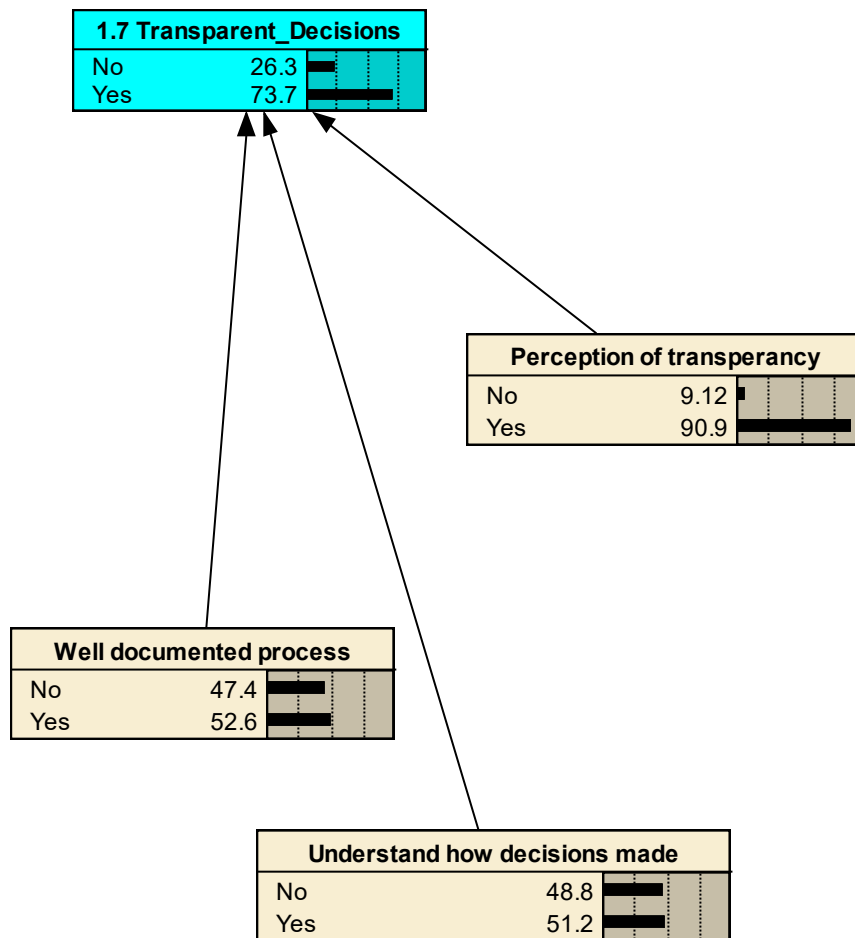 1.7 Transparent_Decisions
No 26.3
Yes 73.7
Perception of transperancy
No 9.12
Yes 90.9
Well documented process
No 47.4
Yes 52.6
Understand how decisions made
No 48.8
Yes 51.2